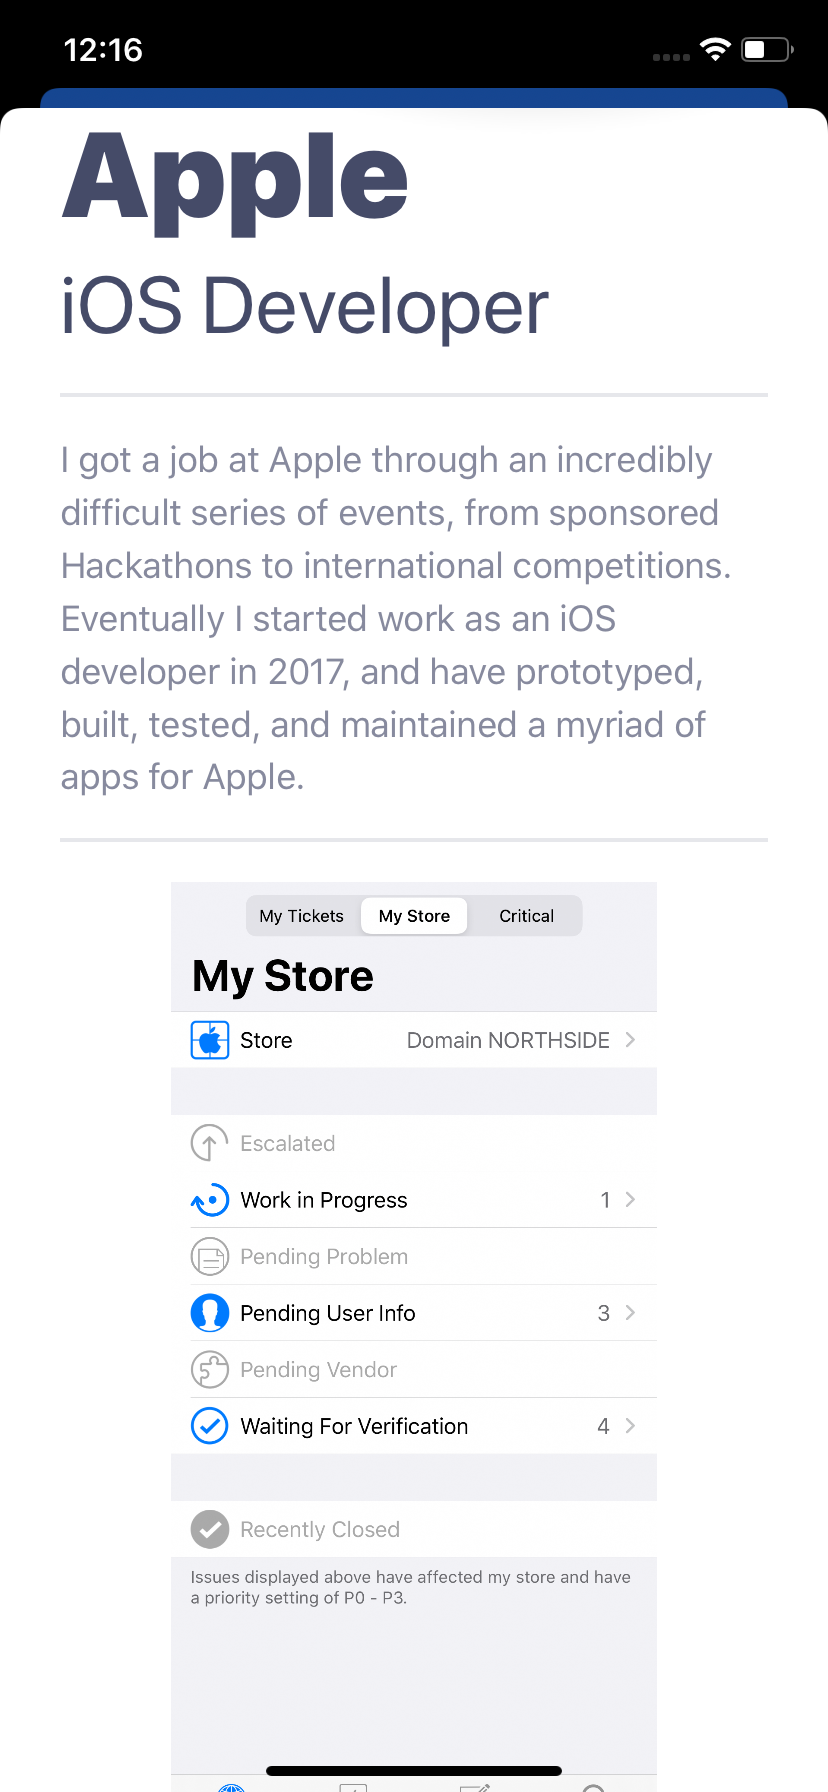 12:16
Apple
iOS Developer
I got a job at Apple through an incredibly
difficult series of events, from sponsored
Hackathons to international competitions.
Eventually I started work as an iOS
developer in 2017, and have prototyped,
built, tested, and maintained a myriad of
apps for Apple.
My Tickets My Store Critical
My Store
Store Domain NORTHSIDE
Escalated
Work in Progress 1
Pending Problem
Pending User Info 3
Pending Vendor
Waiting For Verification 4
Recently Closed
Issues displayed above have affected my store and have
a priority setting of P0 - P3.